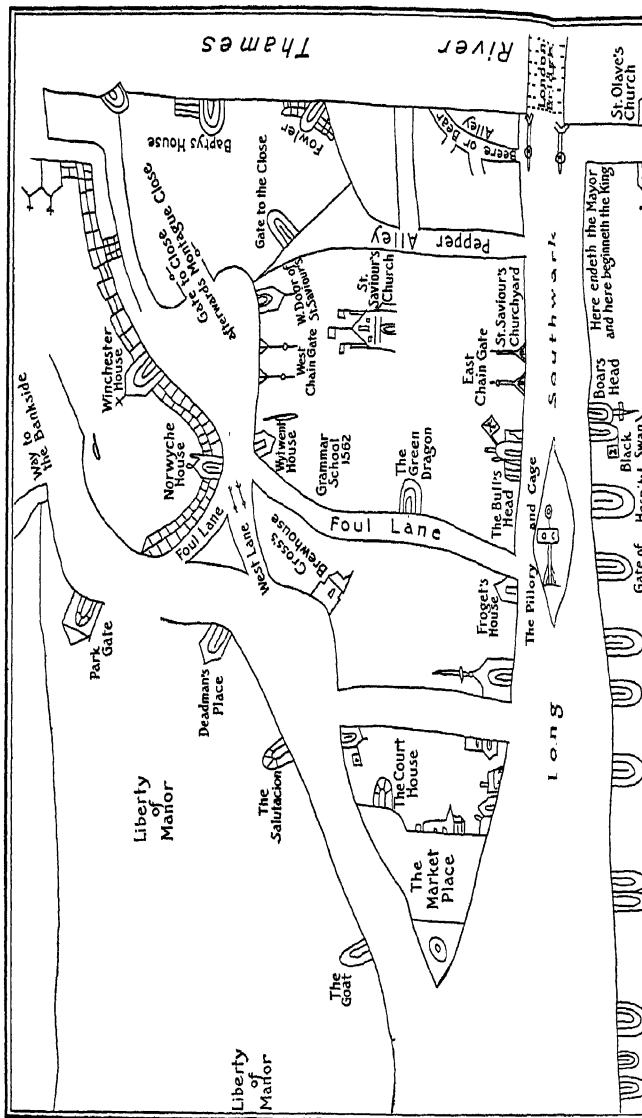 River Thames
London
Bridge
St. Olave's
Church
Beere or Bear
Alley
Fowler
Baptys House
Gate to the Close
Gate to Close
afterwards Montague Close
Pepper Alley
W. Door of
St. Saviour's
St.
Saviour's
Church
West
Chain Gate
St. Saviour's
Churchyard
East
Chain Gate
Here endeth the Mayor
and here beginneth the King
Winchester
House
Way to
the Bankside
Norwyche
House
Foul Lane
West Lane
House
Grammar
School
1562
The
Green
Dragon
Foul Lane
The Bull's
Head
Boars
Head
Black
Swan
Gate of
The Pillory and Cage
Cross's
Brewhouse
Froget's
House
Park
Gate
Deadman's
Place
Long Southwark
Liberty
of
Manor
The
Salutacion
The Court
House
The
Market
Place
The
Goat
Liberty
of
Manor